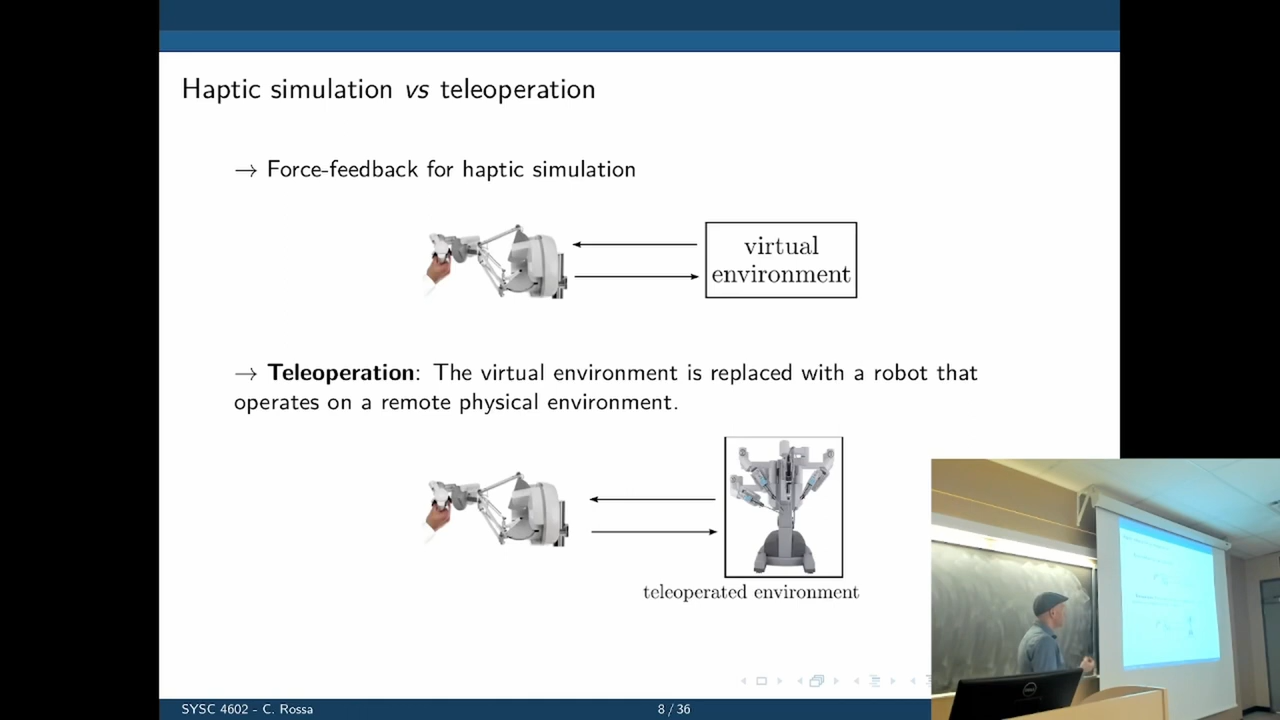 Haptic simulation vs teleoperation
→ Force-feedback for haptic simulation
virtual
environment
→ Teleoperation: The virtual environment is replaced with a robot that
operates on a remote physical environment.
teleoperated environment
SYSC 4602 - C. Rossa
8 / 36
DELL